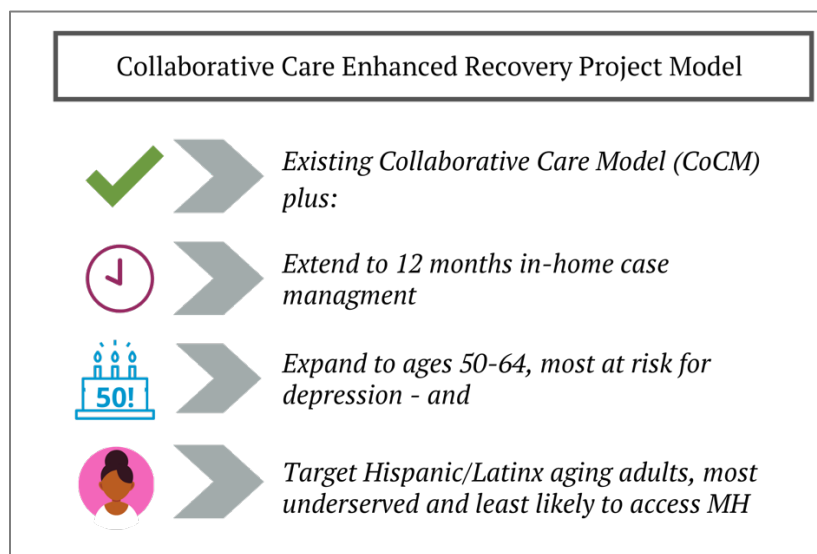 Collaborative Care Enhanced Recovery Project Model
Existing Collaborative Care Model (CoCM)
plus:
Extend to 12 months in-home case
managment
Expand to ages 50-64, most at risk for
depression - and
50!
Target Hispanic/Latinx aging adults, most
underserved and least likely to access MH